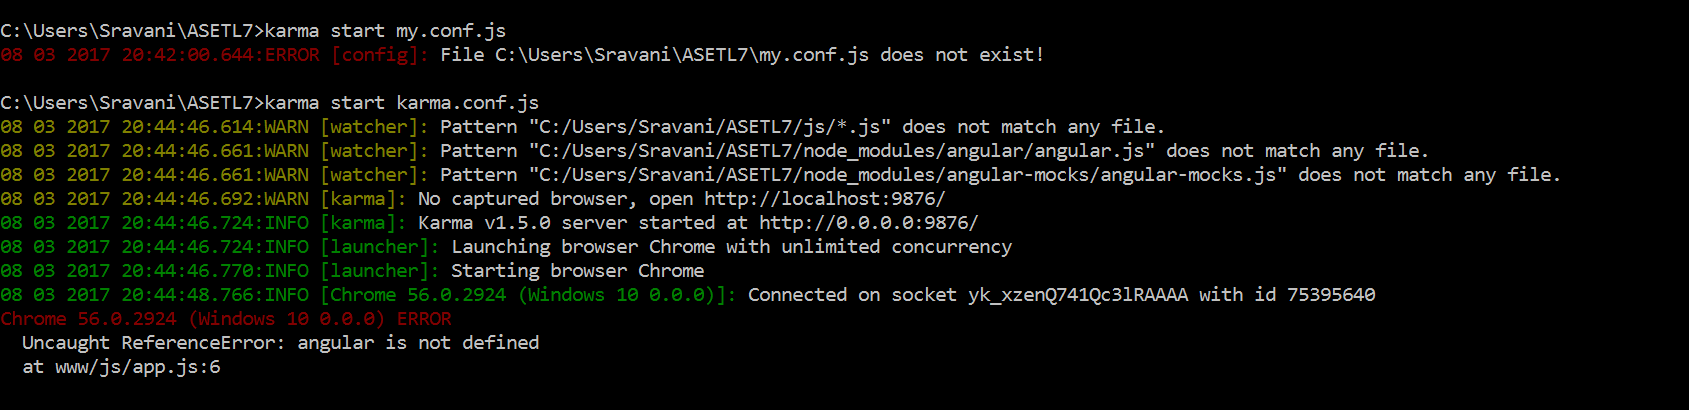 C:\Users\Sravani\ASETL7>karma start my.conf.js
08 03 2017 20:42:00.644:ERROR [config]: File C:\Users\Sravani\ASETL7\my.conf.js does not exist!
C:\Users\Sravani\ASETL7>karma start karma.conf.js
08 03 2017 20:44:46.614:WARN [watcher]: Pattern "C:/Users/Sravani/ASETL7/js/*.js" does not match any file.
08 03 2017 20:44:46.661:WARN [watcher]: Pattern "C:/Users/Sravani/ASETL7/node_modules/angular/angular.js" does not match any file.
08 03 2017 20:44:46.661:WARN [watcher]: Pattern "C:/Users/Sravani/ASETL7/node_modules/angular-mocks/angular-mocks.js" does not match any file.
08 03 2017 20:44:46.692:WARN [karma]: No captured browser, open http://localhost:9876/
08 03 2017 20:44:46.724:INFO [karma]: Karma v1.5.0 server started at http://0.0.0.0:9876/
08 03 2017 20:44:46.724:INFO [launcher]: Launching browser Chrome with unlimited concurrency
08 03 2017 20:44:46.770:INFO [launcher]: Starting browser Chrome
08 03 2017 20:44:48.766:INFO [Chrome 56.0.2924 (Windows 10 0.0.0)]: Connected on socket yk_xzenQ741Qc3lRAAAA with id 75395640
Chrome 56.0.2924 (Windows 10 0.0.0) ERROR
  Uncaught ReferenceError: angular is not defined
  at www/js/app.js:6